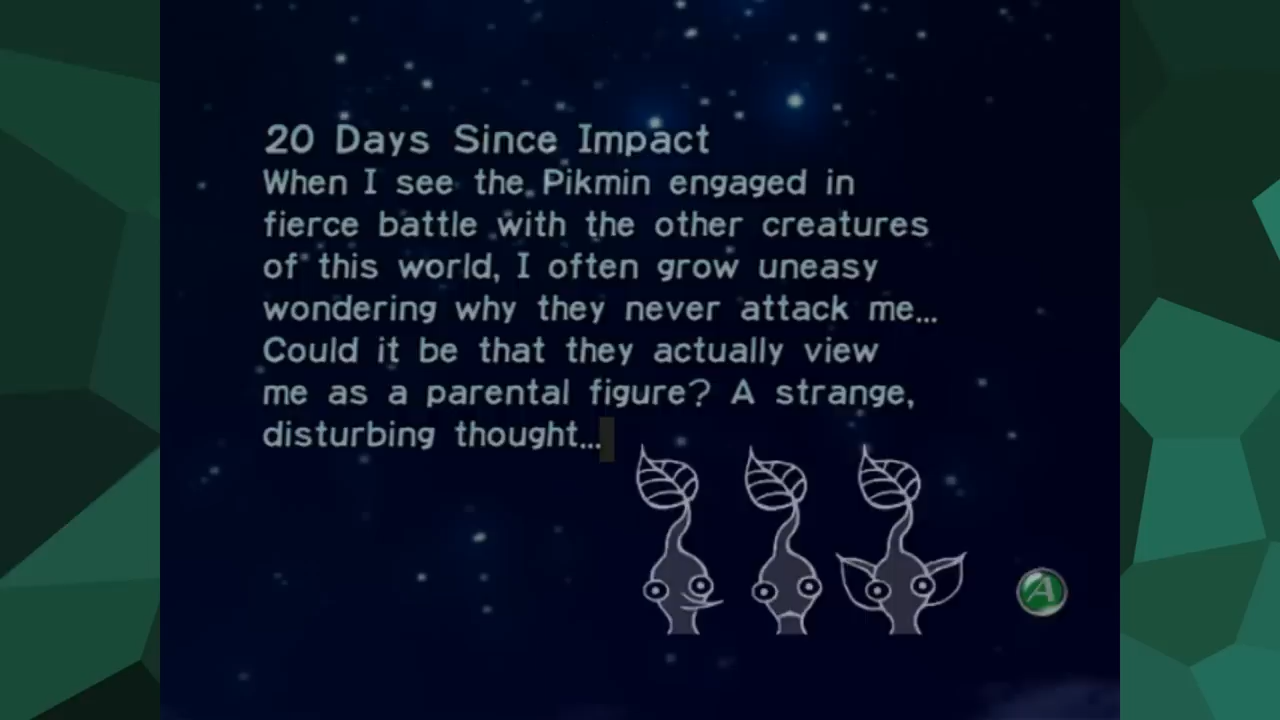 20 Days Since Impact
When I see the Pikmin engaged in
fierce battle with the other creatures
of this world, I often grow uneasy
wondering why they never attack me...
Could it be that they actually view
me as a parental figure? A strange,
disturbing thought...
A